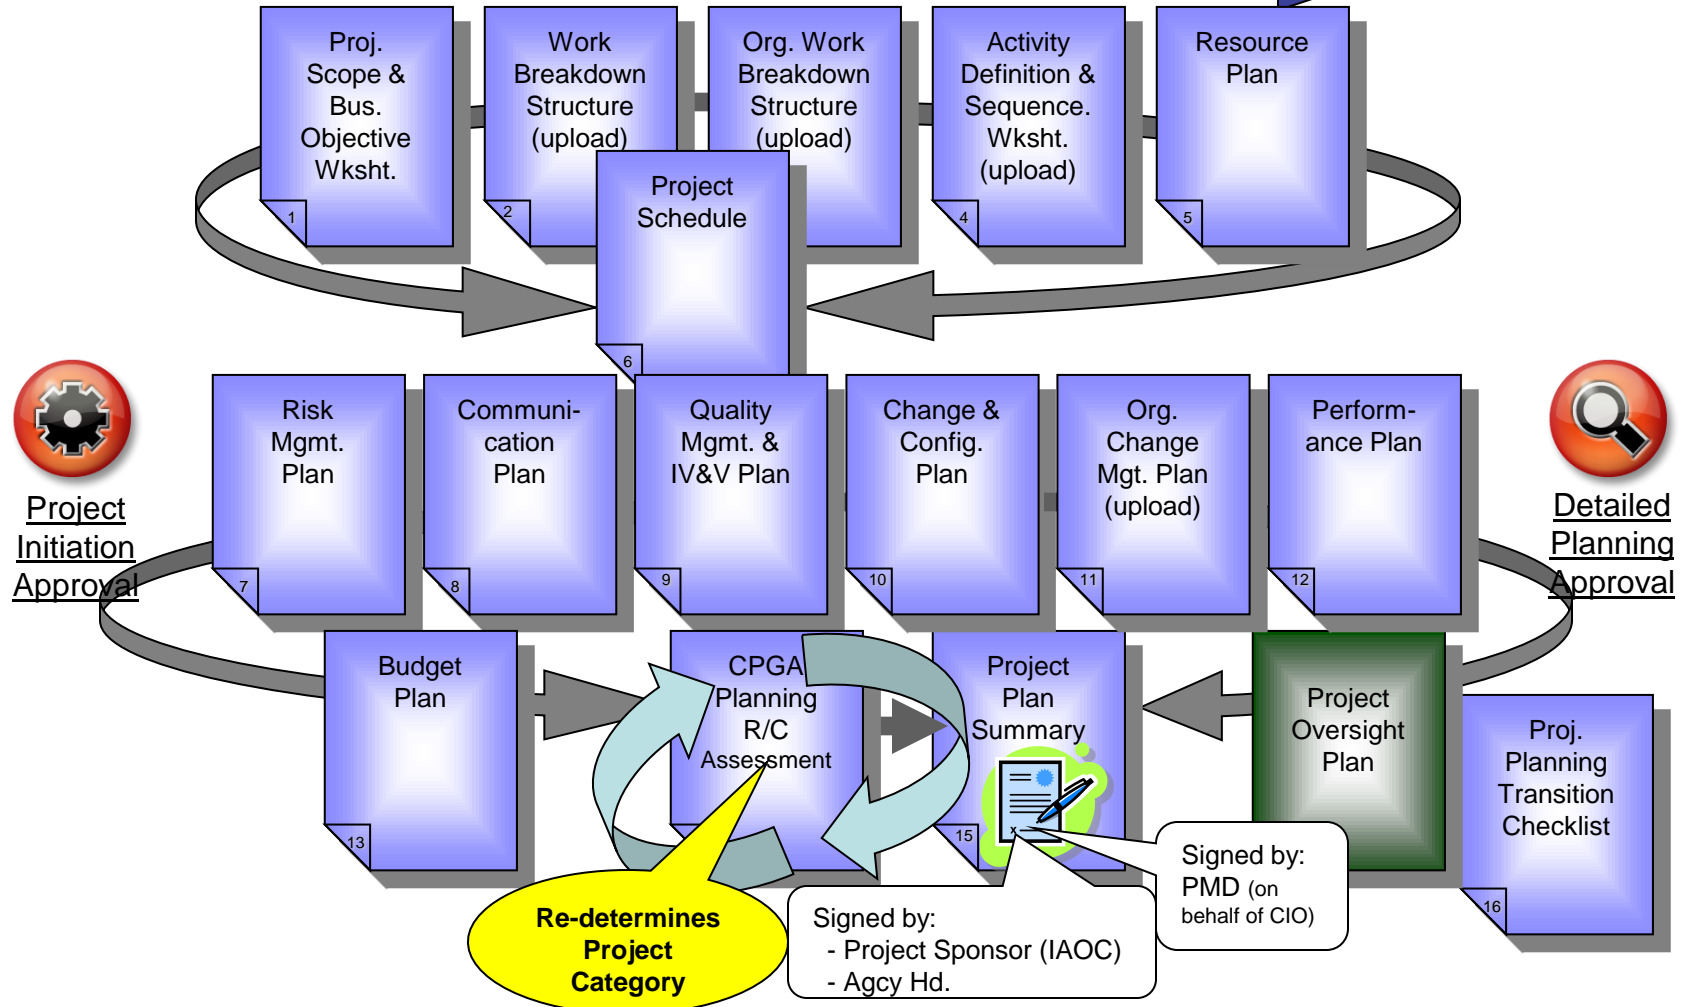 Proj.
Scope &
Bus.
Objective
Wksht.
1
Work
Breakdown
Structure
(upload)
2
Org. Work
Breakdown
Structure
(upload)
Activity
Definition &
Sequence.
Wksht.
(upload)
4
Resource
Plan
5
Project
Schedule
6
Project
Initiation
Approval
Risk
Mgmt.
Plan
7
Communi-
cation
Plan
8
Quality
Mgmt. &
IV&V Plan
9
Change &
Config.
Plan
10
Org.
Change
Mgt. Plan
(upload)
11
Perform-
ance Plan
12
Detailed
Planning
Approval
Budget
Plan
13
CPGA
Planning
R/C
Assessment
Project
Plan
Summary
x
15
Project
Oversight
Plan
Proj.
Planning
Transition
Checklist
16
Re-determines
Project
Category
Signed by:
- Project Sponsor (IAOC)
- Agcy Hd.
Signed by:
PMD (on
behalf of CIO)